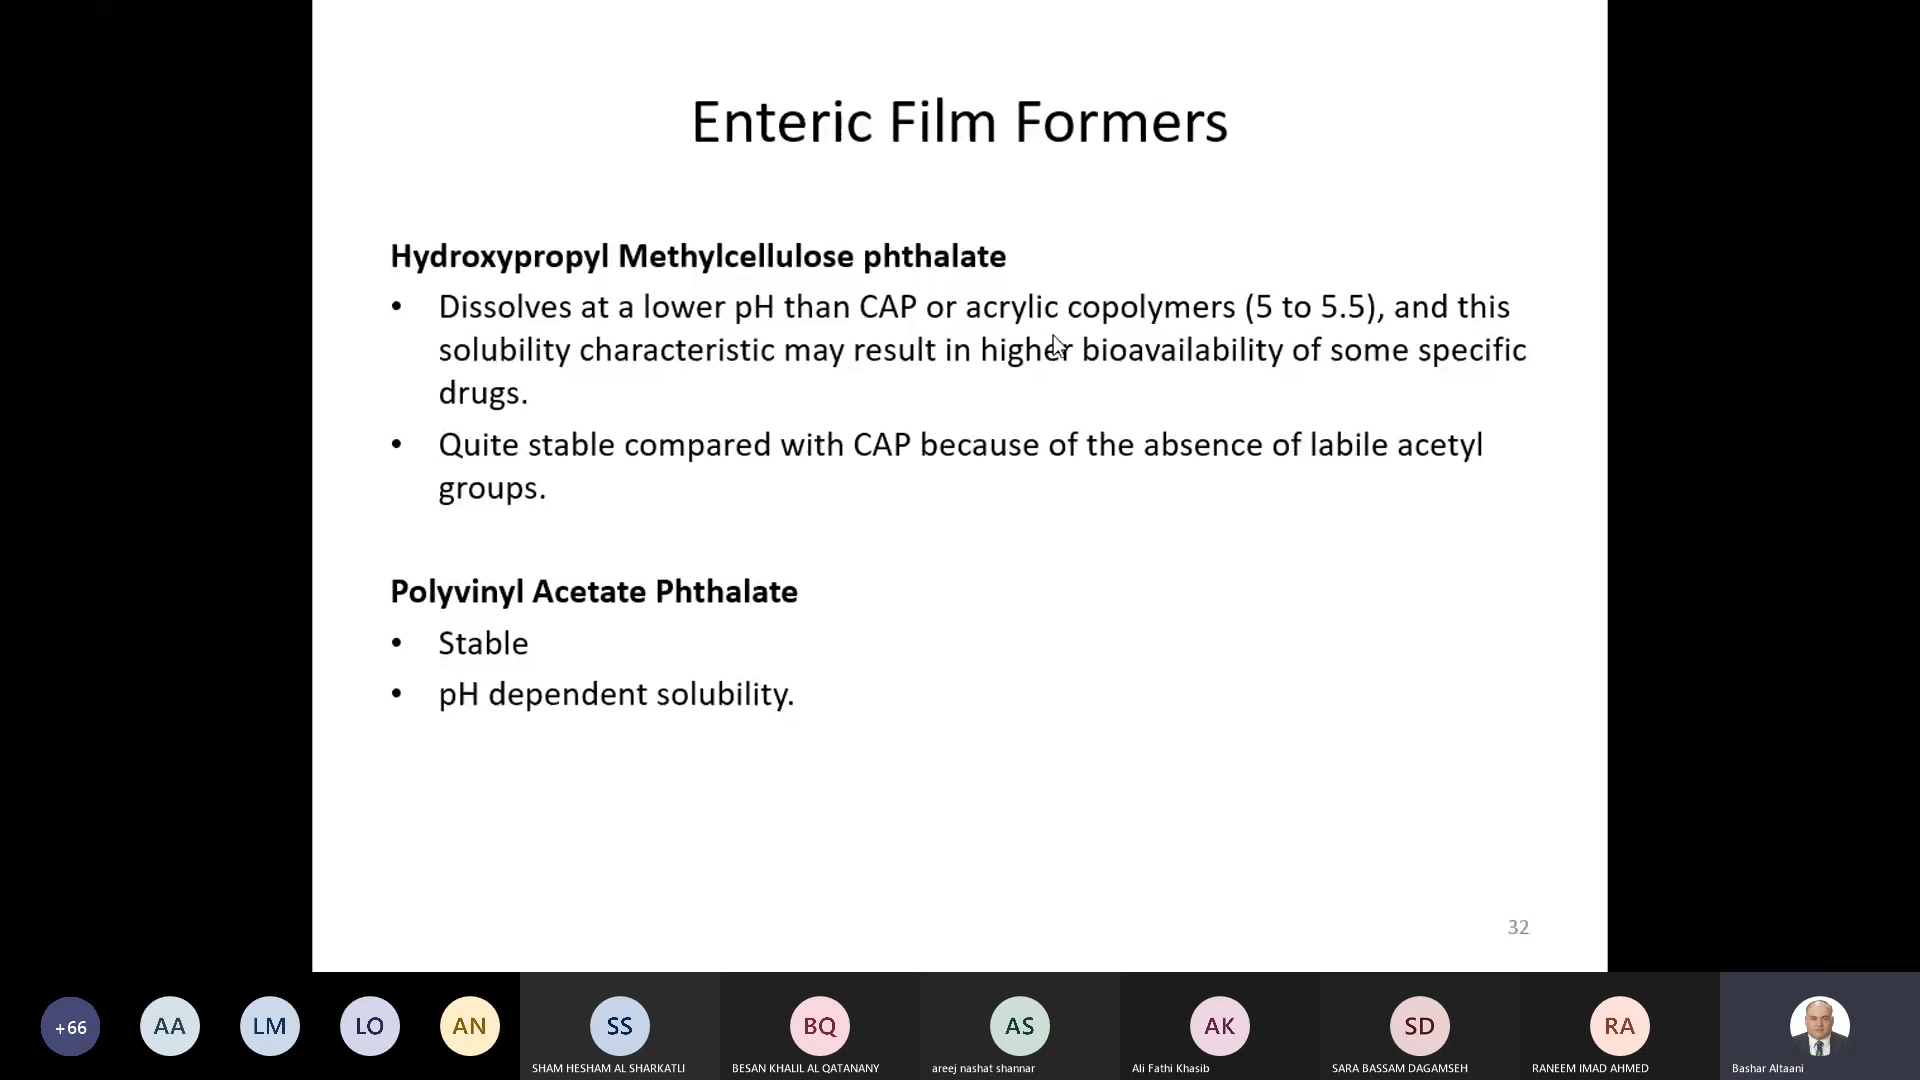 Enteric Film Formers
Hydroxypropyl Methylcellulose phthalate
• Dissolves at a lower pH than CAP or acrylic copolymers (5 to 5.5), and this
solubility characteristic may result in higher bioavailability of some specific
drugs.
• Quite stable compared with CAP because of the absence of labile acetyl
groups.
Polyvinyl Acetate Phthalate
• Stable
• pH dependent solubility.
32
+66 AA LM LO AN SS BQ AS AK SD RA
SHAM HESHAM AL SHARKATLI BESAN KHALIL AL QATANANY areej nashat shannar Ali Fathi Khasib SARA BASSAM DAGAMSEH RANEEM IMAD AHMED Bashar Altaani